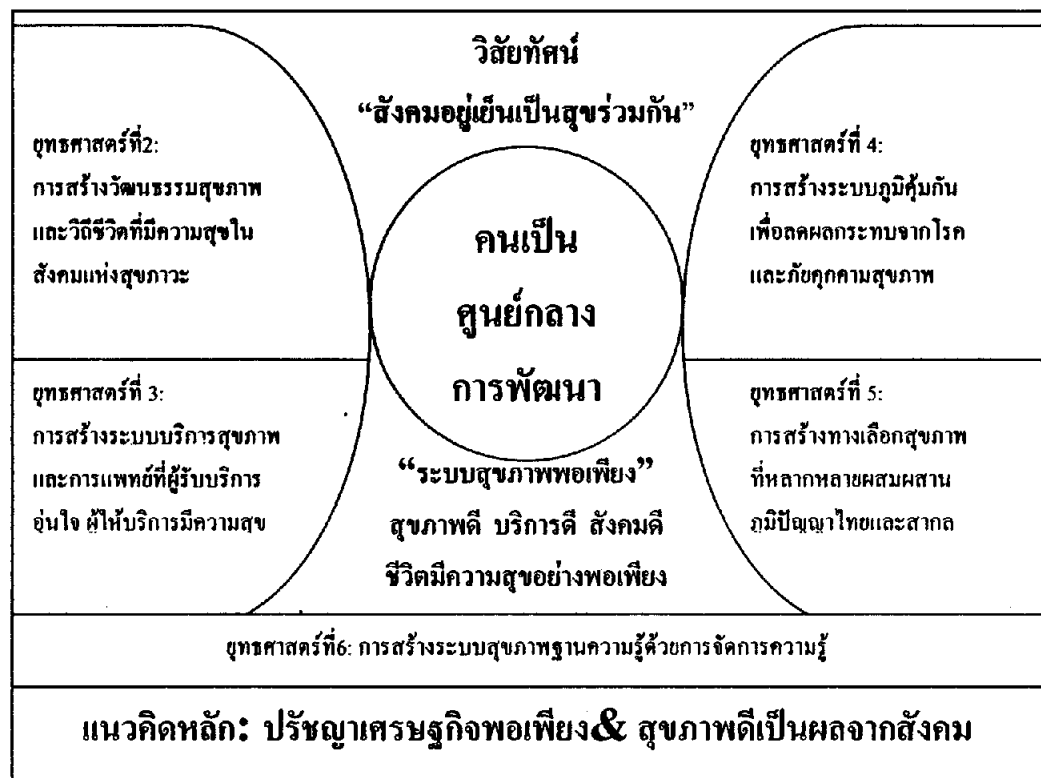 วิสัยทัศน์
“สังคมอยู่เย็นเป็นสุขร่วมกัน”
ยุทธศาสตร์ที่2:
การสร้างวัฒนธรรมสุขภาพ
และวิถีชีวิตที่มีความสุขใน
สังคมแห่งสุขภาวะ
ยุทธศาสตร์ที่ 4:
การสร้างระบบภูมิคุ้มกัน
เพื่อลดผลกระทบจากโรค
และภัยคุกคามสุขภาพ
คนเป็น
ศูนย์กลาง
การพัฒนา
ยุทธศาสตร์ที่ 3:
การสร้างระบบบริการสุขภาพ
และการแพทย์ที่ผู้รับบริการ
อุ่นใจ ผู้ให้บริการมีความสุข
ยุทธศาสตร์ที่ 5:
การสร้างทางเลือกสุขภาพ
ที่หลากหลายผสมผสาน
ภูมิปัญญาไทยและสากล
“ระบบสุขภาพพอเพียง”
สุขภาพดี บริการดี สังคมดี
ชีวิตมีความสุขอย่างพอเพียง
ยุทธศาสตร์ที่6: การสร้างระบบสุขภาพฐานความรู้ด้วยการจัดการความรู้
แนวคิดหลัก: ปรัชญาเศรษฐกิจพอเพียง& สุขภาพดีเป็นผลจากสังคม